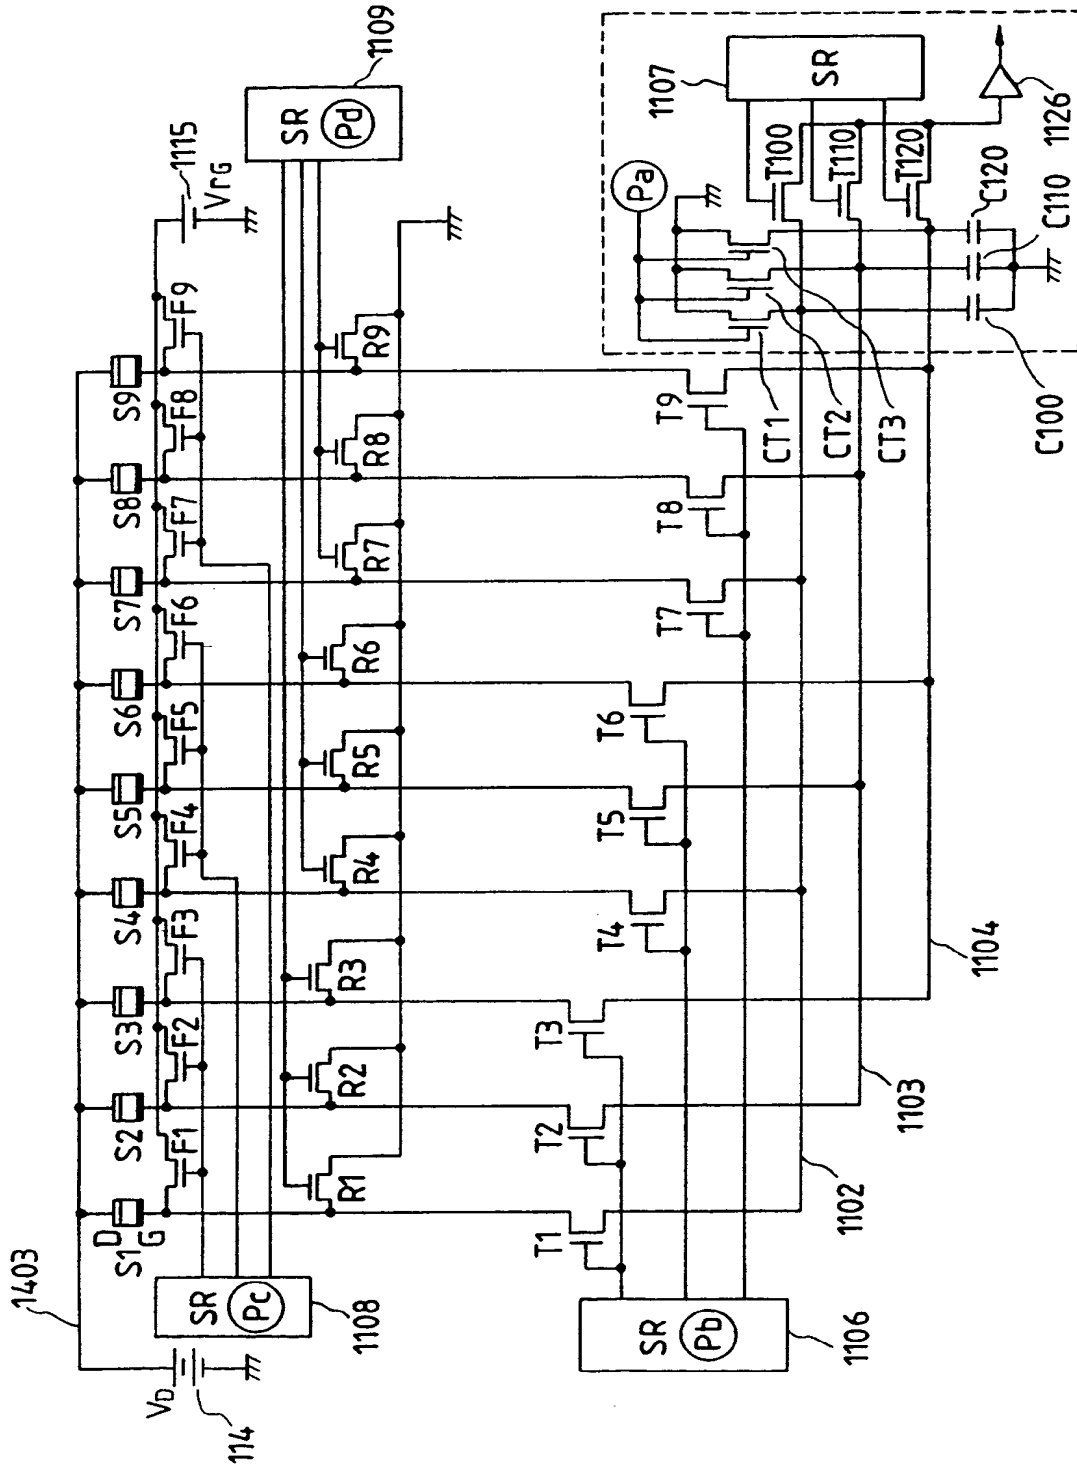 1403
VD
114
S1
D
G
S2
S3
S4
S5
S6
S7
S8
S9
F1
F2
F3
F4
F5
F6
F7
F8
F9
1115
VrG
SR
Pc
1108
SR
Pd
1109
R1
R2
R3
R4
R5
R6
R7
R8
R9
T1
T2
T3
T4
T5
T6
T7
T8
T9
SR
Pb
1106
1102
1103
1104
Pa
1107
SR
T100
T110
T120
CT1
CT2
CT3
C100
C110
C120
1126